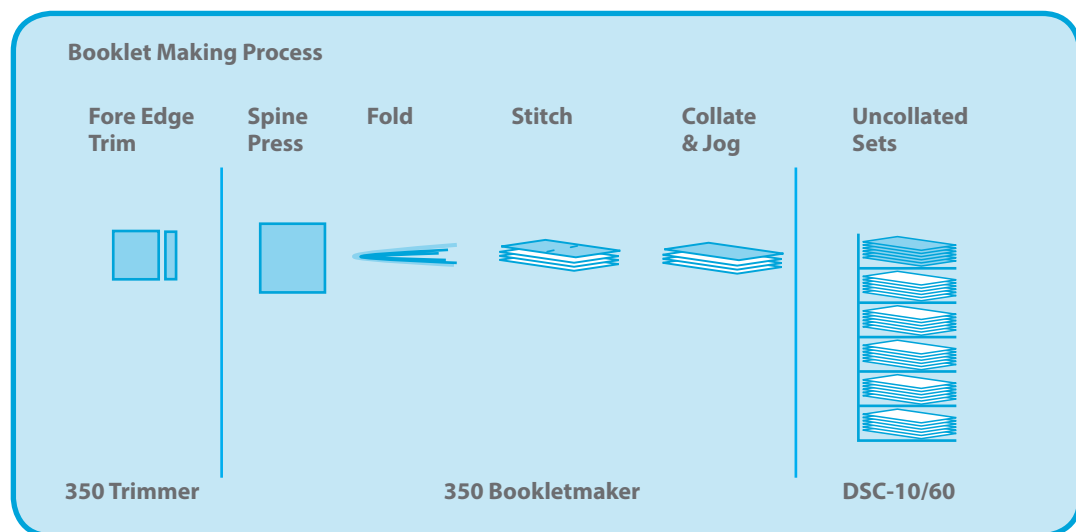 Booklet Making Process
Fore Edge
Trim
Spine
Press
Fold
Stitch
Collate
& Jog
Uncollated
Sets
350 Trimmer
350 Bookletmaker
DSC-10/60